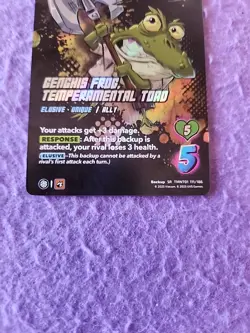 GENGHIS FROG,
TEMPERAMENTAL TOAD
ELUSIVE · UNIQUE / ALLY
Your attacks get +3 damage.
RESPONSE: After this backup is
attacked, your rival loses 3 health.
(ELUSIVE—This backup cannot be attacked by a
rival's first attack each turn.)
5
5
Backup